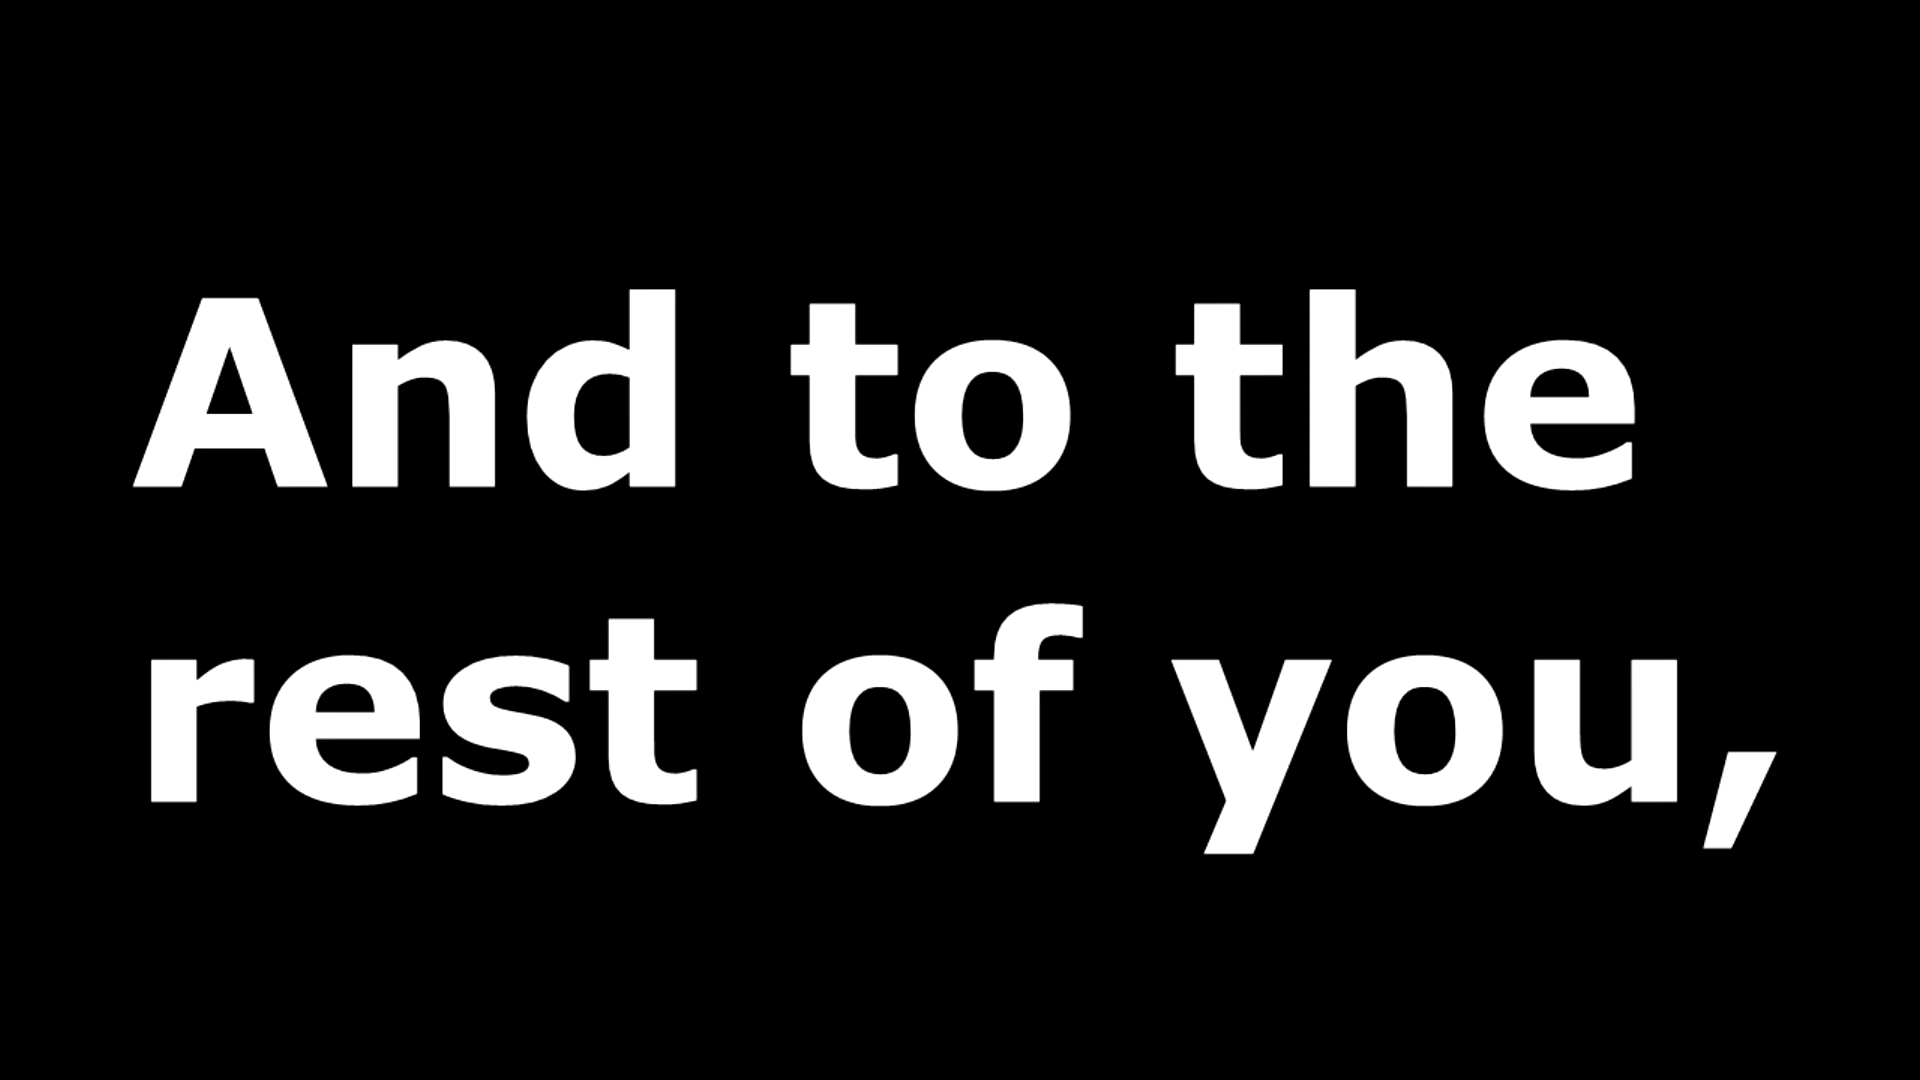 And to the
rest of you,